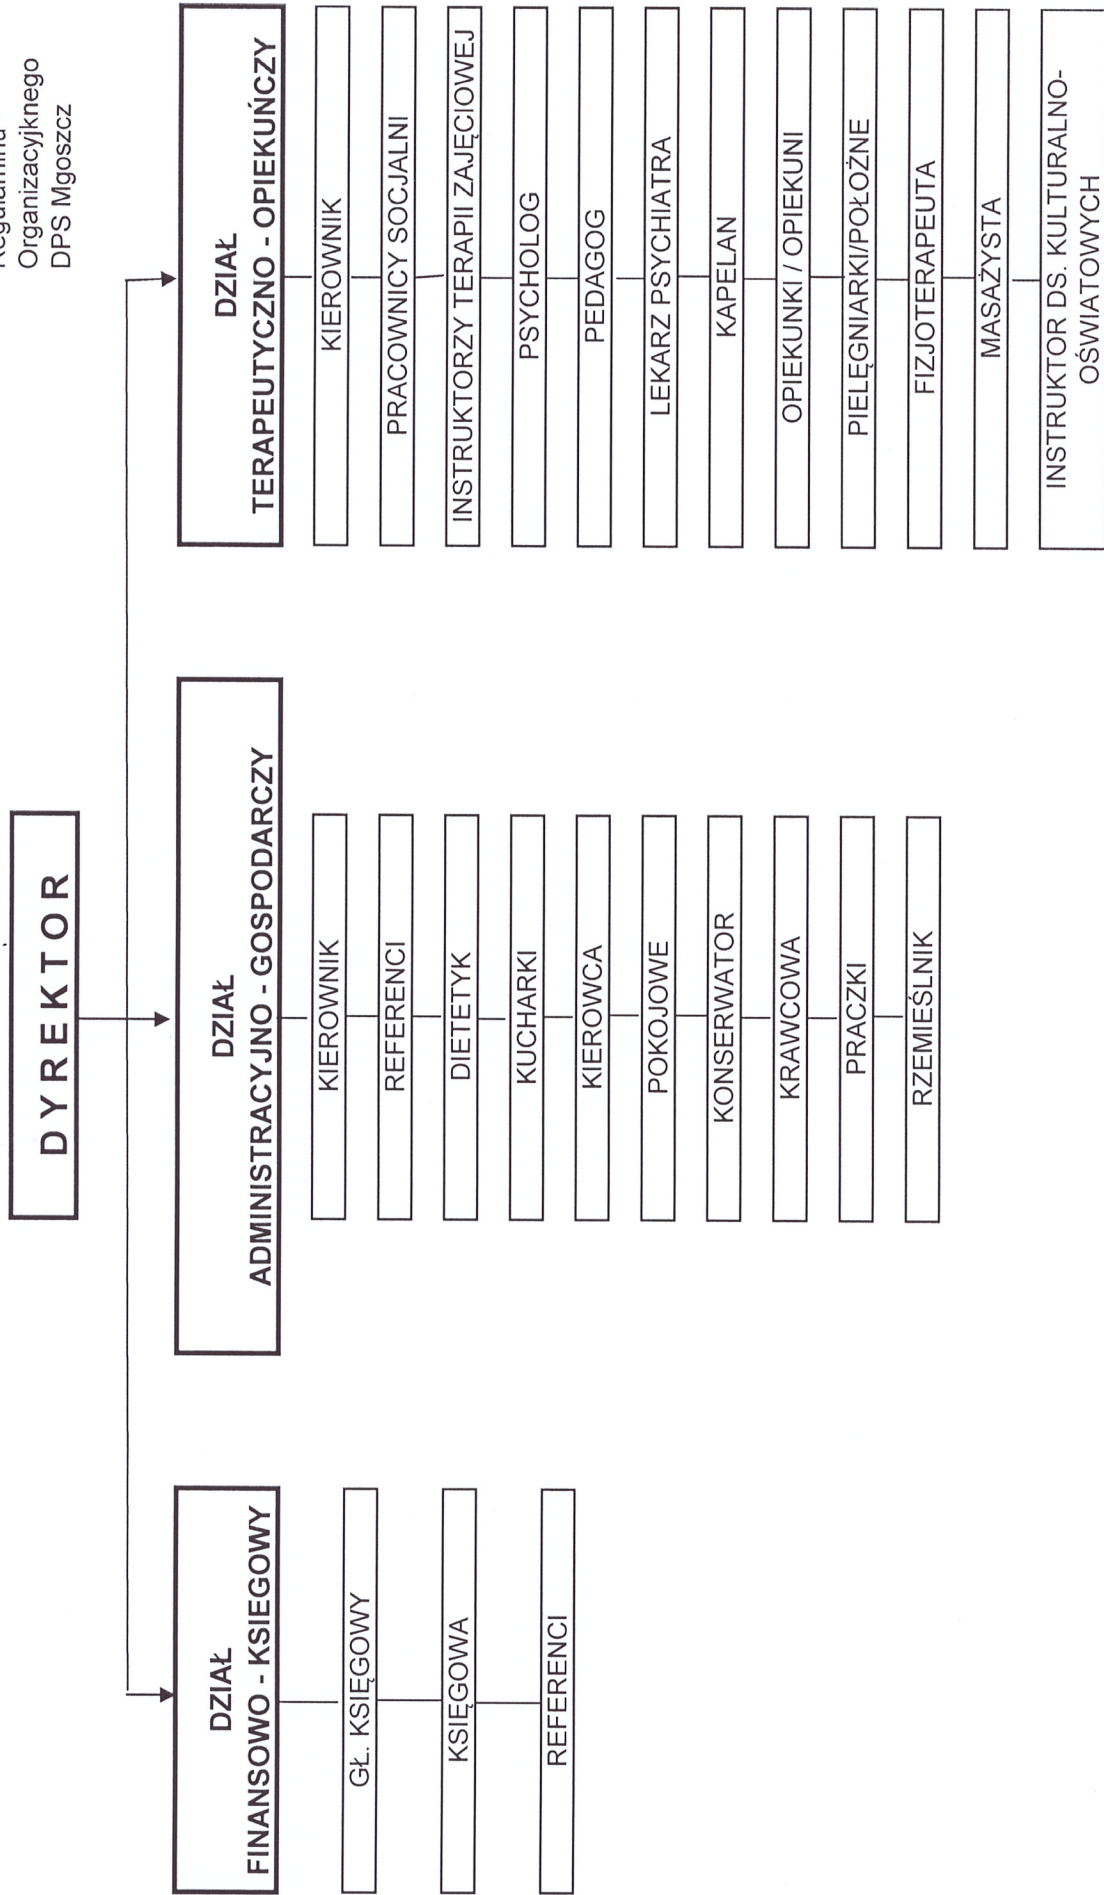 Regulaminu
Organizacyjknego
DPS Mgoszcz
DYREKTOR
DZIAŁ
FINANSOWO - KSIEGOWY
GŁ. KSIĘGOWY
KSIĘGOWA
REFERENCI
DZIAŁ
ADMINISTRACYJNO - GOSPODARCZY
KIEROWNIK
REFERENCI
DIETETYK
KUCHARKI
KIEROWCA
POKOJOWE
KONSERWATOR
KRAWCOWA
PRACZKI
RZEMIEŚLNIK
DZIAŁ
TERAPEUTYCZNO - OPIEKUŃCZY
KIEROWNIK
PRACOWNICY SOCJALNI
INSTRUKTORZY TERAPII ZAJĘCIOWEJ
PSYCHOLOG
PEDAGOG
LEKARZ PSYCHIATRA
KAPELAN
OPIEKUNKI / OPIEKUNI
PIELĘGNIARKI/POŁOŻNE
FIZJOTERAPEUTA
MASAŻYSTA
INSTRUKTOR DS. KULTURALNO-
OŚWIATOWYCH